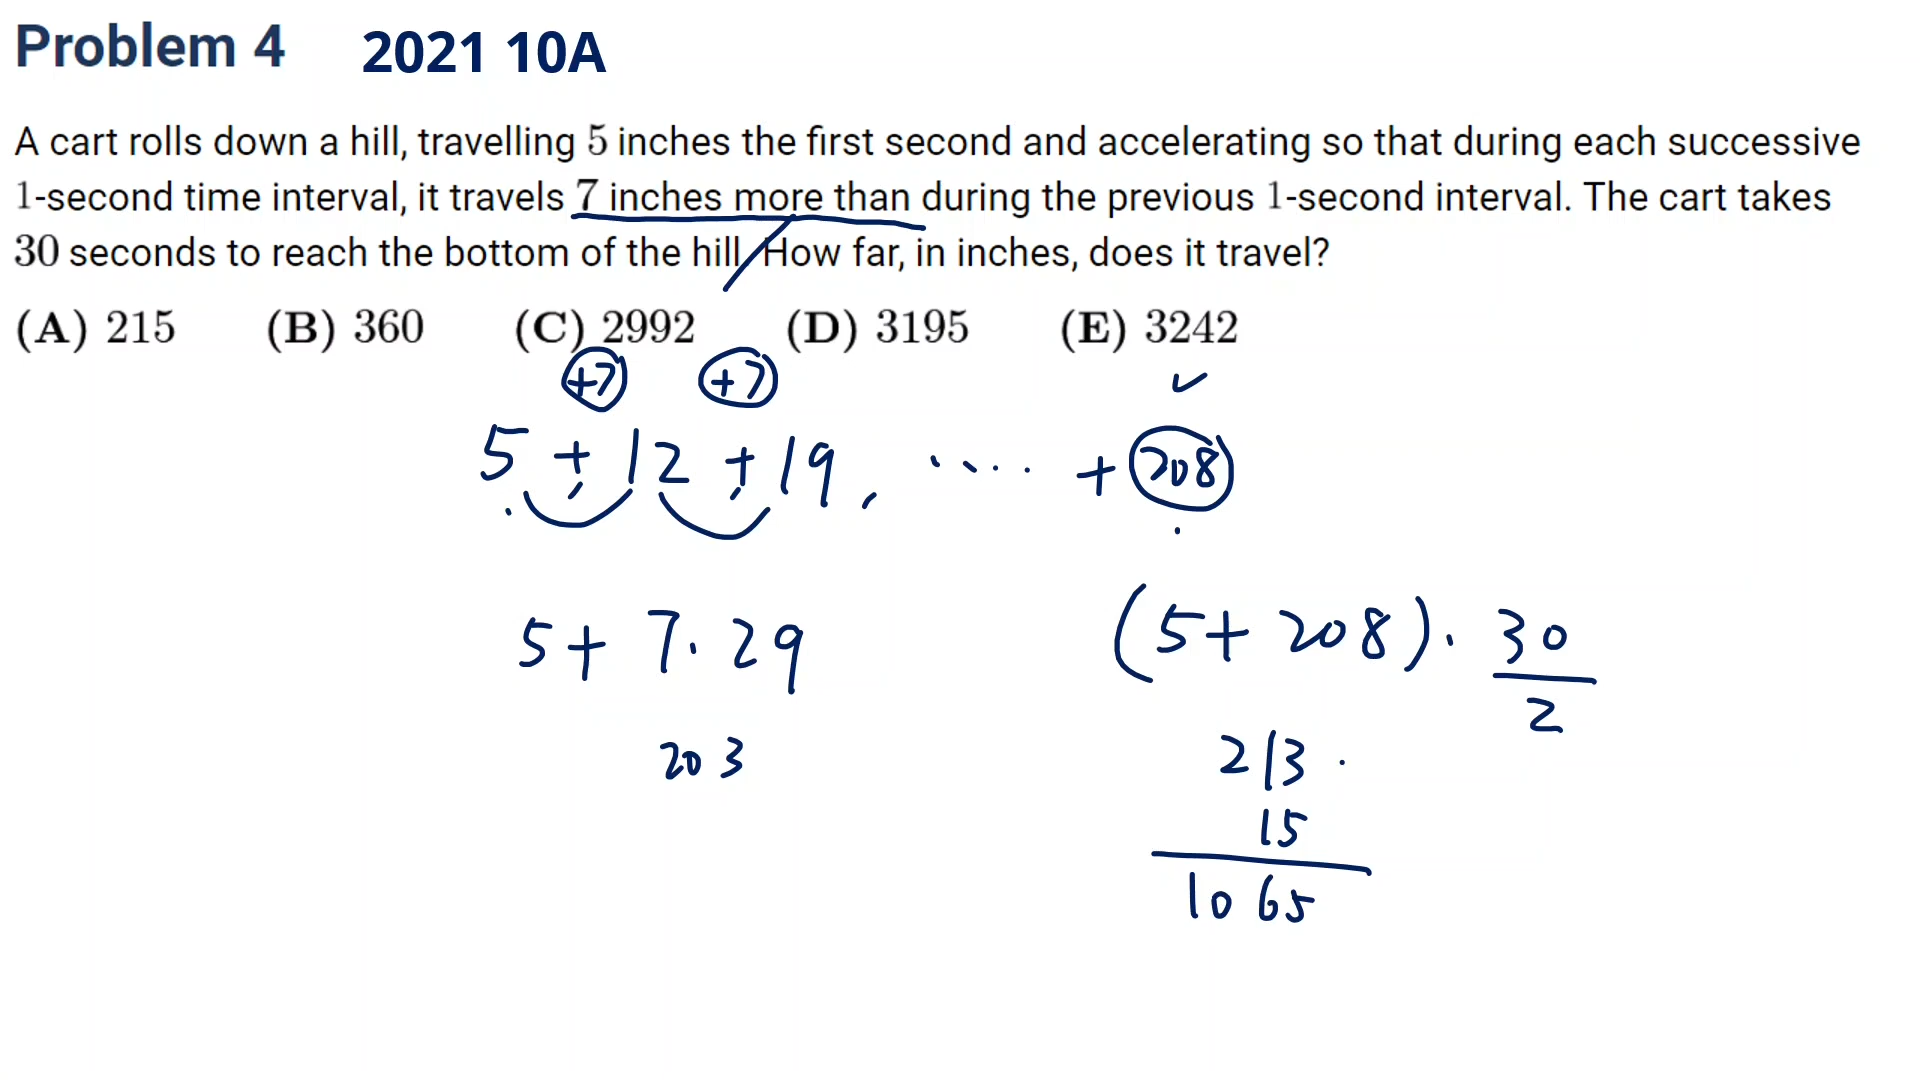 Problem 4 2021 10A
A cart rolls down a hill, travelling 5 inches the first second and accelerating so that during each successive
1-second time interval, it travels 7 inches more than during the previous 1-second interval. The cart takes
30 seconds to reach the bottom of the hill. How far, in inches, does it travel?
(A) 215 (B) 360 (C) 2992 (D) 3195 (E) 3242
+7 +7
5 + 12 + 19, .... + 208
5 + 7 · 29 (5 + 208) · 30/2
203 213 ·
15
1065